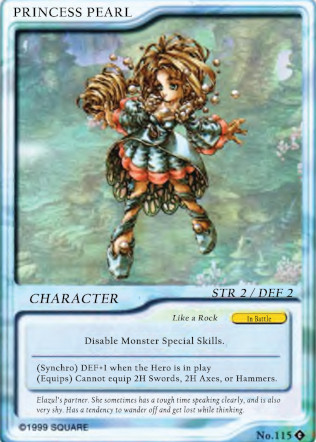 PRINCESS PEARL
CHARACTER
STR 2 / DEF 2
Like a Rock
In Battle
Disable Monster Special Skills.
(Synchro) DEF+1 when the Hero is in play
(Equips) Cannot equip 2H Swords, 2H Axes, or Hammers.
Elazul's partner. She sometimes has a tough time speaking clearly, and is also
very shy. Has a tendency to wander off and get lost while thinking.
©1999 SQUARE
No.115 C